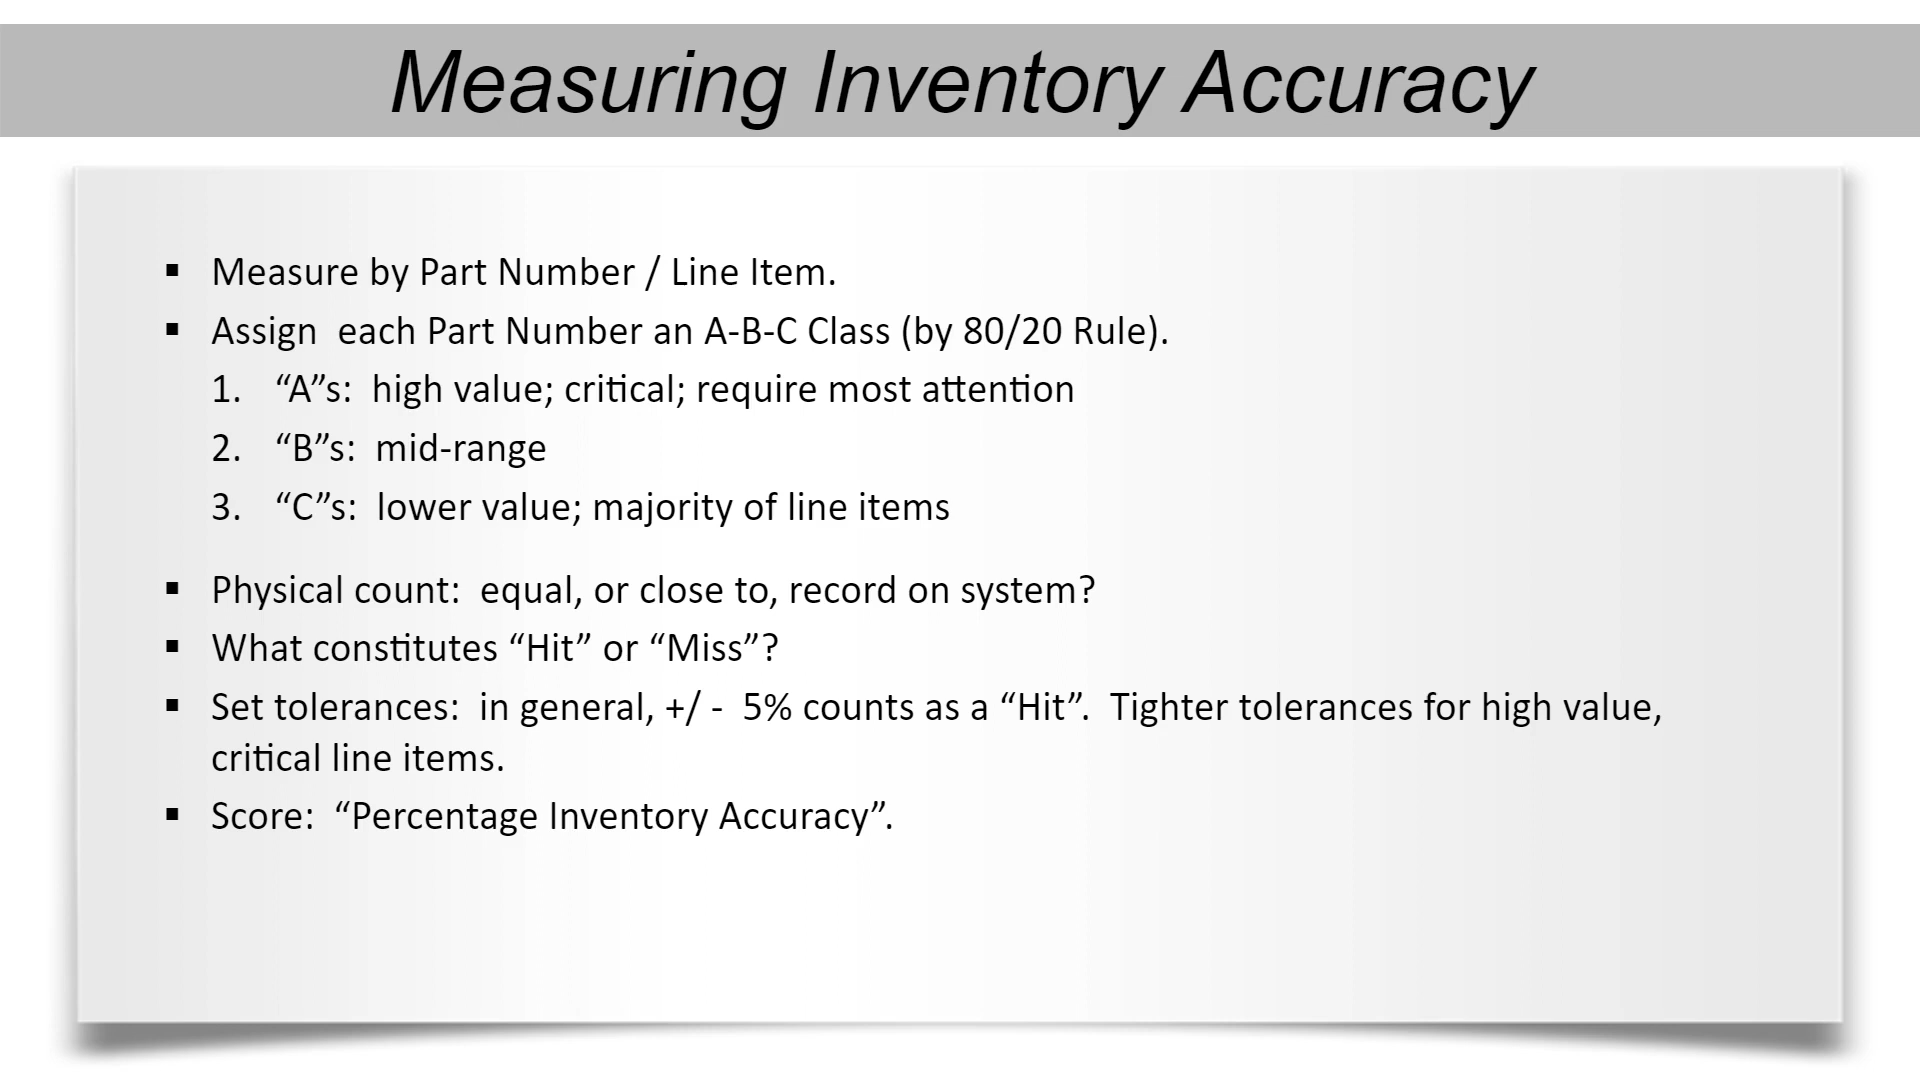 Measuring Inventory Accuracy
▪ Measure by Part Number / Line Item.
▪ Assign  each Part Number an A-B-C Class (by 80/20 Rule).
1. “A”s:  high value; critical; require most attention
2. “B”s:  mid-range
3. “C”s:  lower value; majority of line items
▪ Physical count:  equal, or close to, record on system?
▪ What constitutes “Hit” or “Miss”?
▪ Set tolerances:  in general, +/ -  5% counts as a “Hit”.  Tighter tolerances for high value,
critical line items.
▪ Score:  “Percentage Inventory Accuracy”.